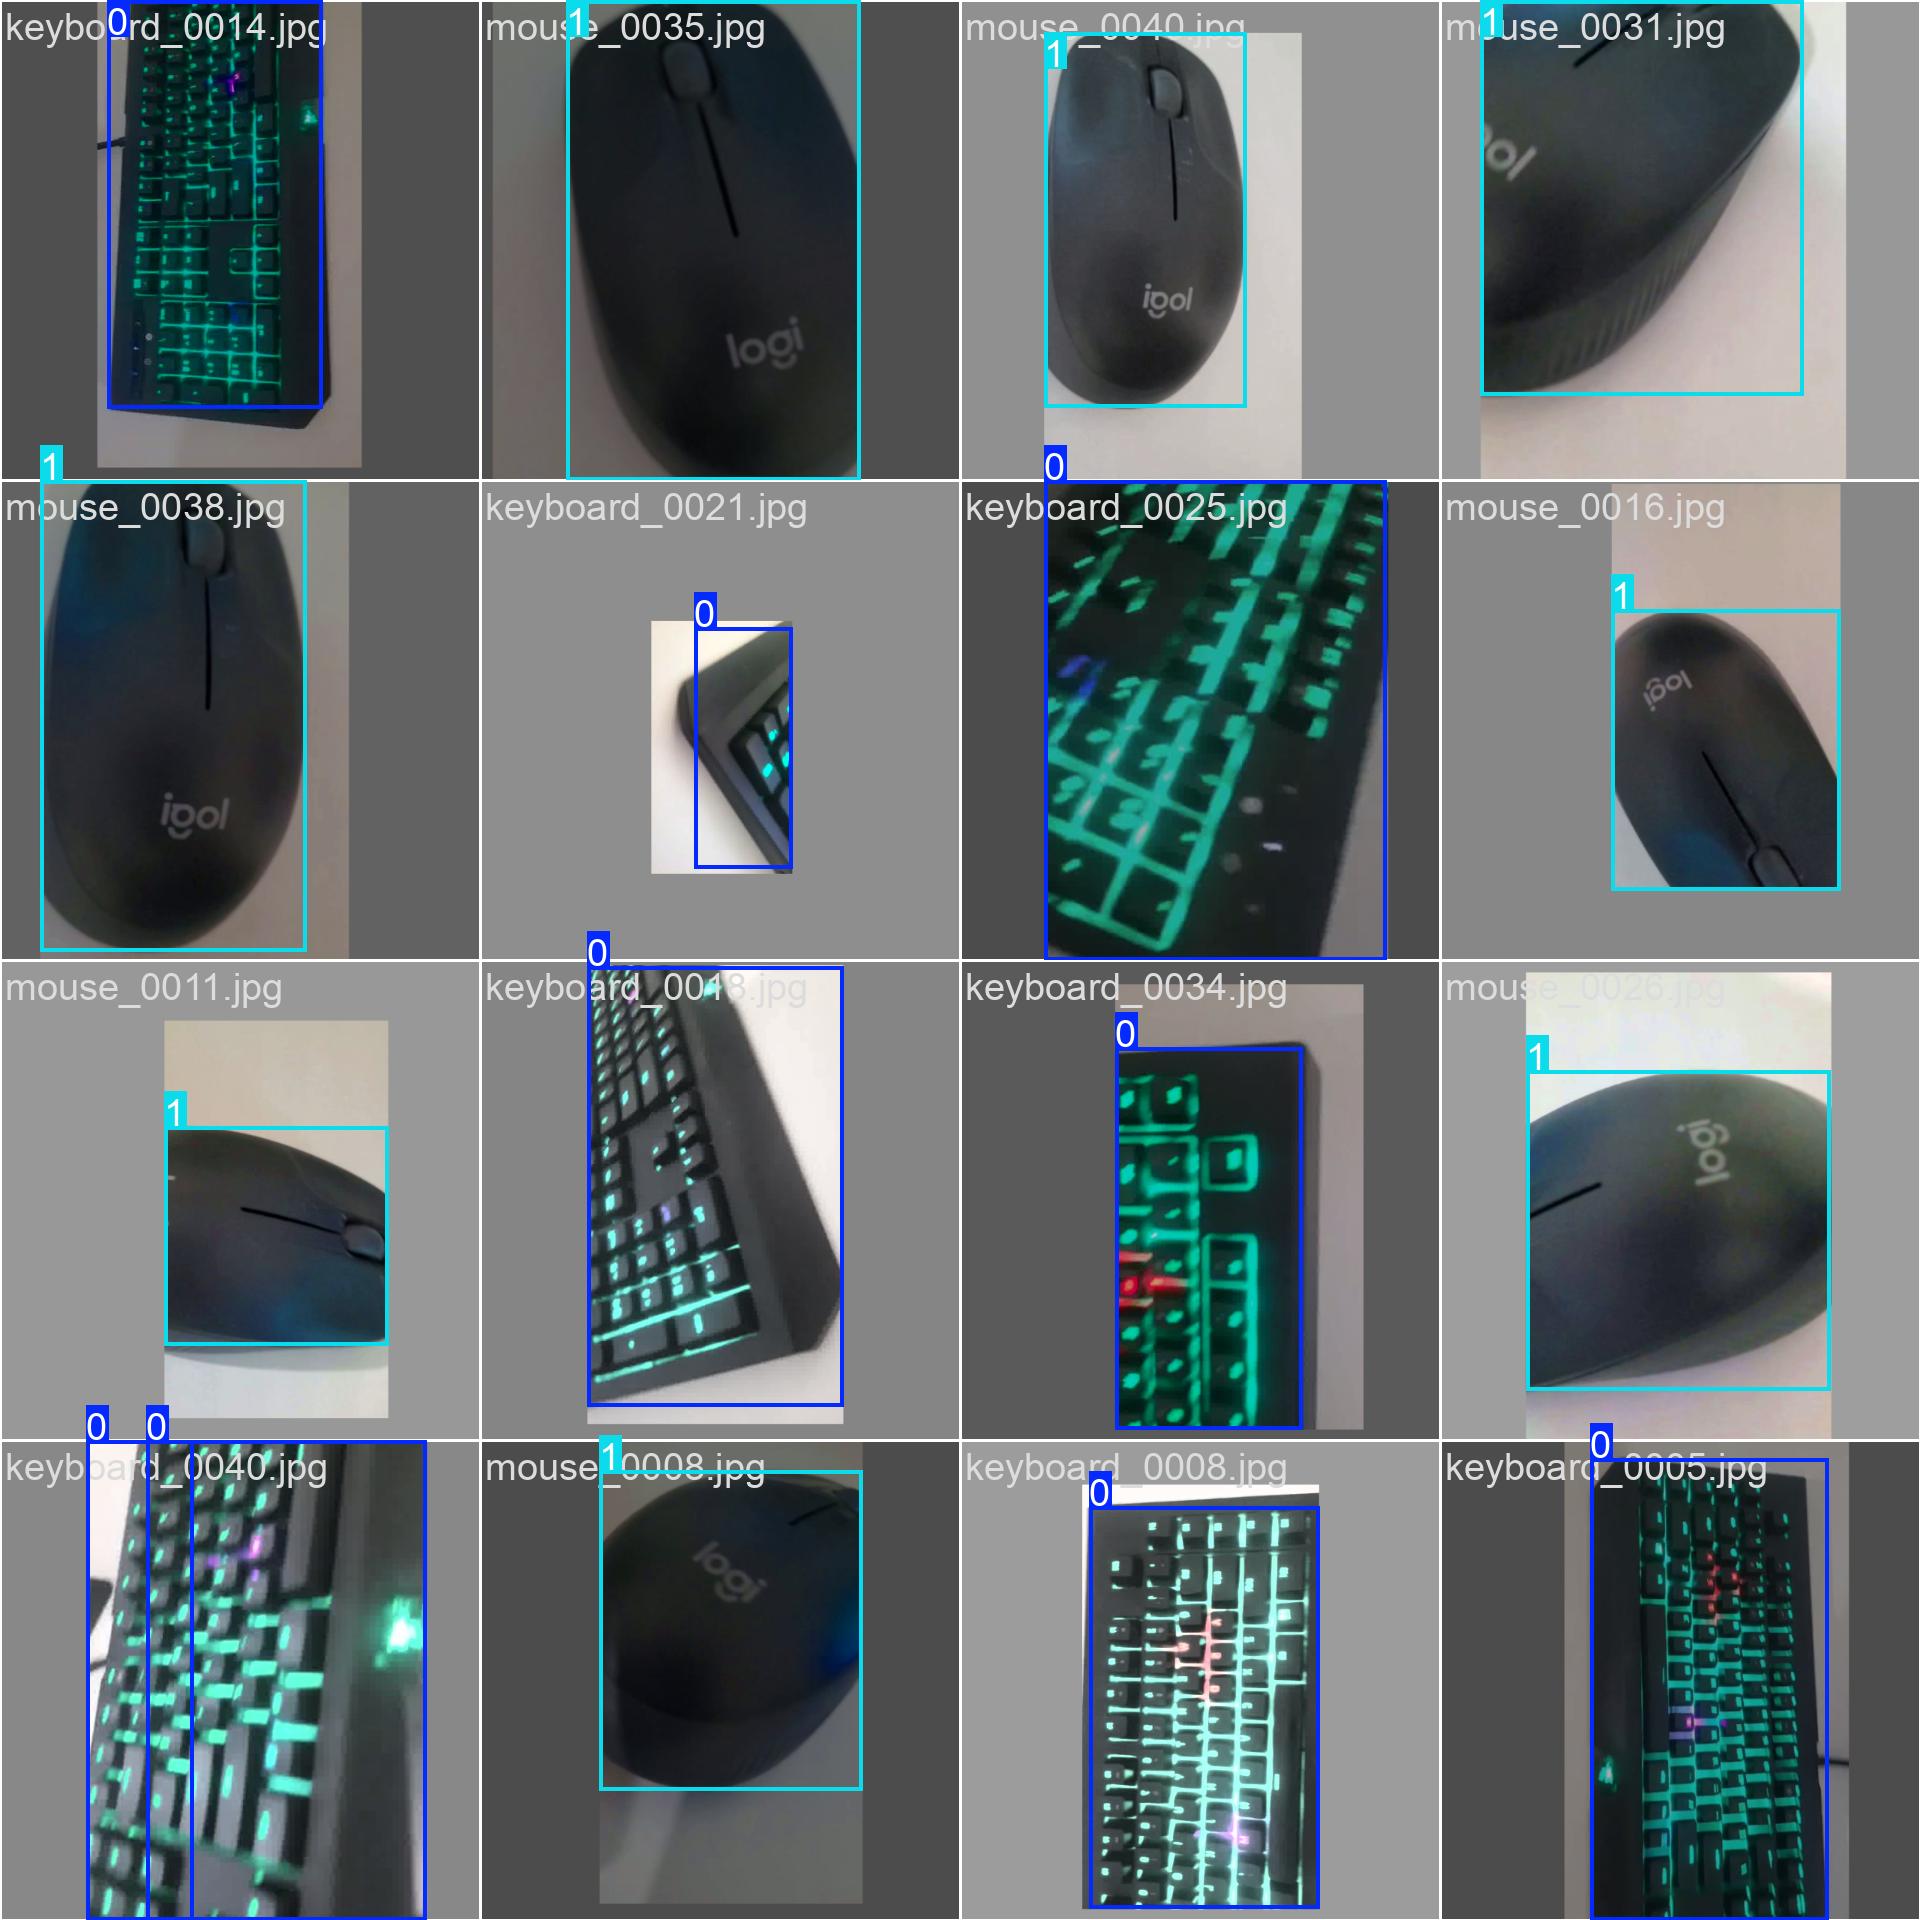 keyboard_0014.jpg
0
mouse_0035.jpg
1
logi
mouse_0040.jpg
1
logi
mouse_0031.jpg
1
logi
mouse_0038.jpg
1
logi
keyboard_0021.jpg
0
keyboard_0025.jpg
0
mouse_0016.jpg
1
logi
mouse_0011.jpg
1
keyboard_0018.jpg
0
keyboard_0034.jpg
0
mouse_0026.jpg
1
logi
keyboard_0040.jpg
0
0
mouse_0008.jpg
1
logi
keyboard_0008.jpg
0
keyboard_0005.jpg
0